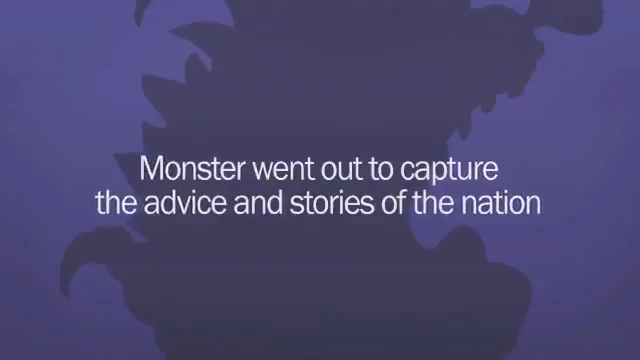 Monster went out to capture
the advice and stories of the nation